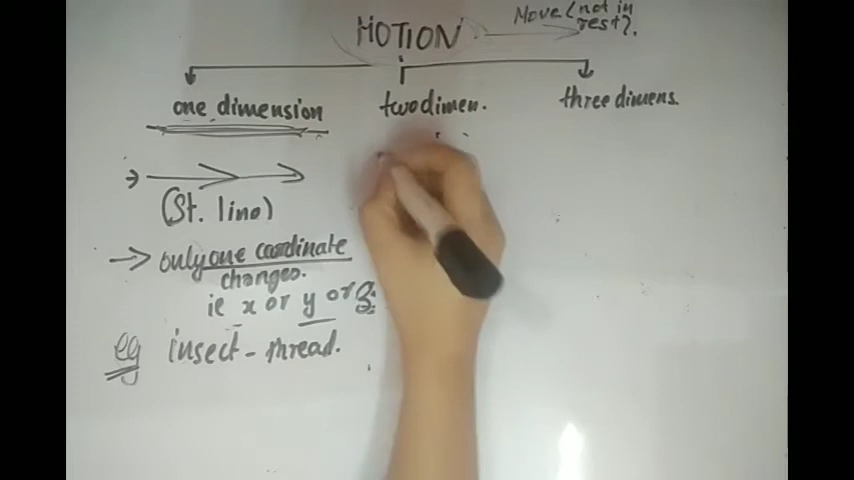 MOTION
Move (not in
rest).
one dimension
two dimen.
three dimens.
(St. line)
→ only one coordinate
changes.
ie x or y or z.
eg insect - thread.